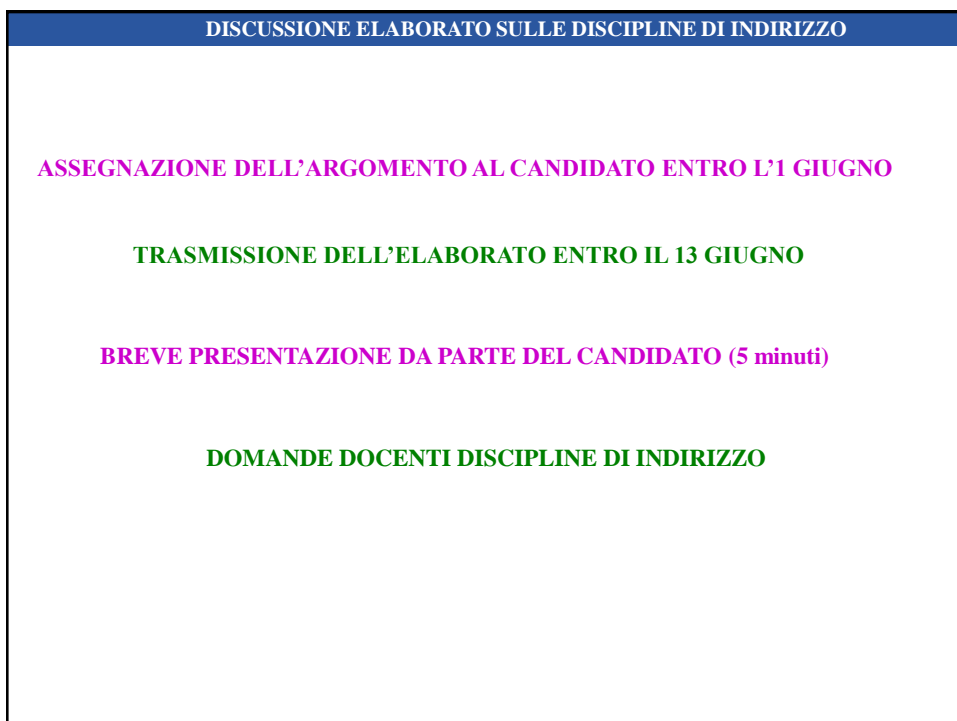 DISCUSSIONE ELABORATO SULLE DISCIPLINE DI INDIRIZZO
ASSEGNAZIONE DELL’ARGOMENTO AL CANDIDATO ENTRO L’1 GIUGNO
TRASMISSIONE DELL’ELABORATO ENTRO IL 13 GIUGNO
BREVE PRESENTAZIONE DA PARTE DEL CANDIDATO (5 minuti)
DOMANDE DOCENTI DISCIPLINE DI INDIRIZZO